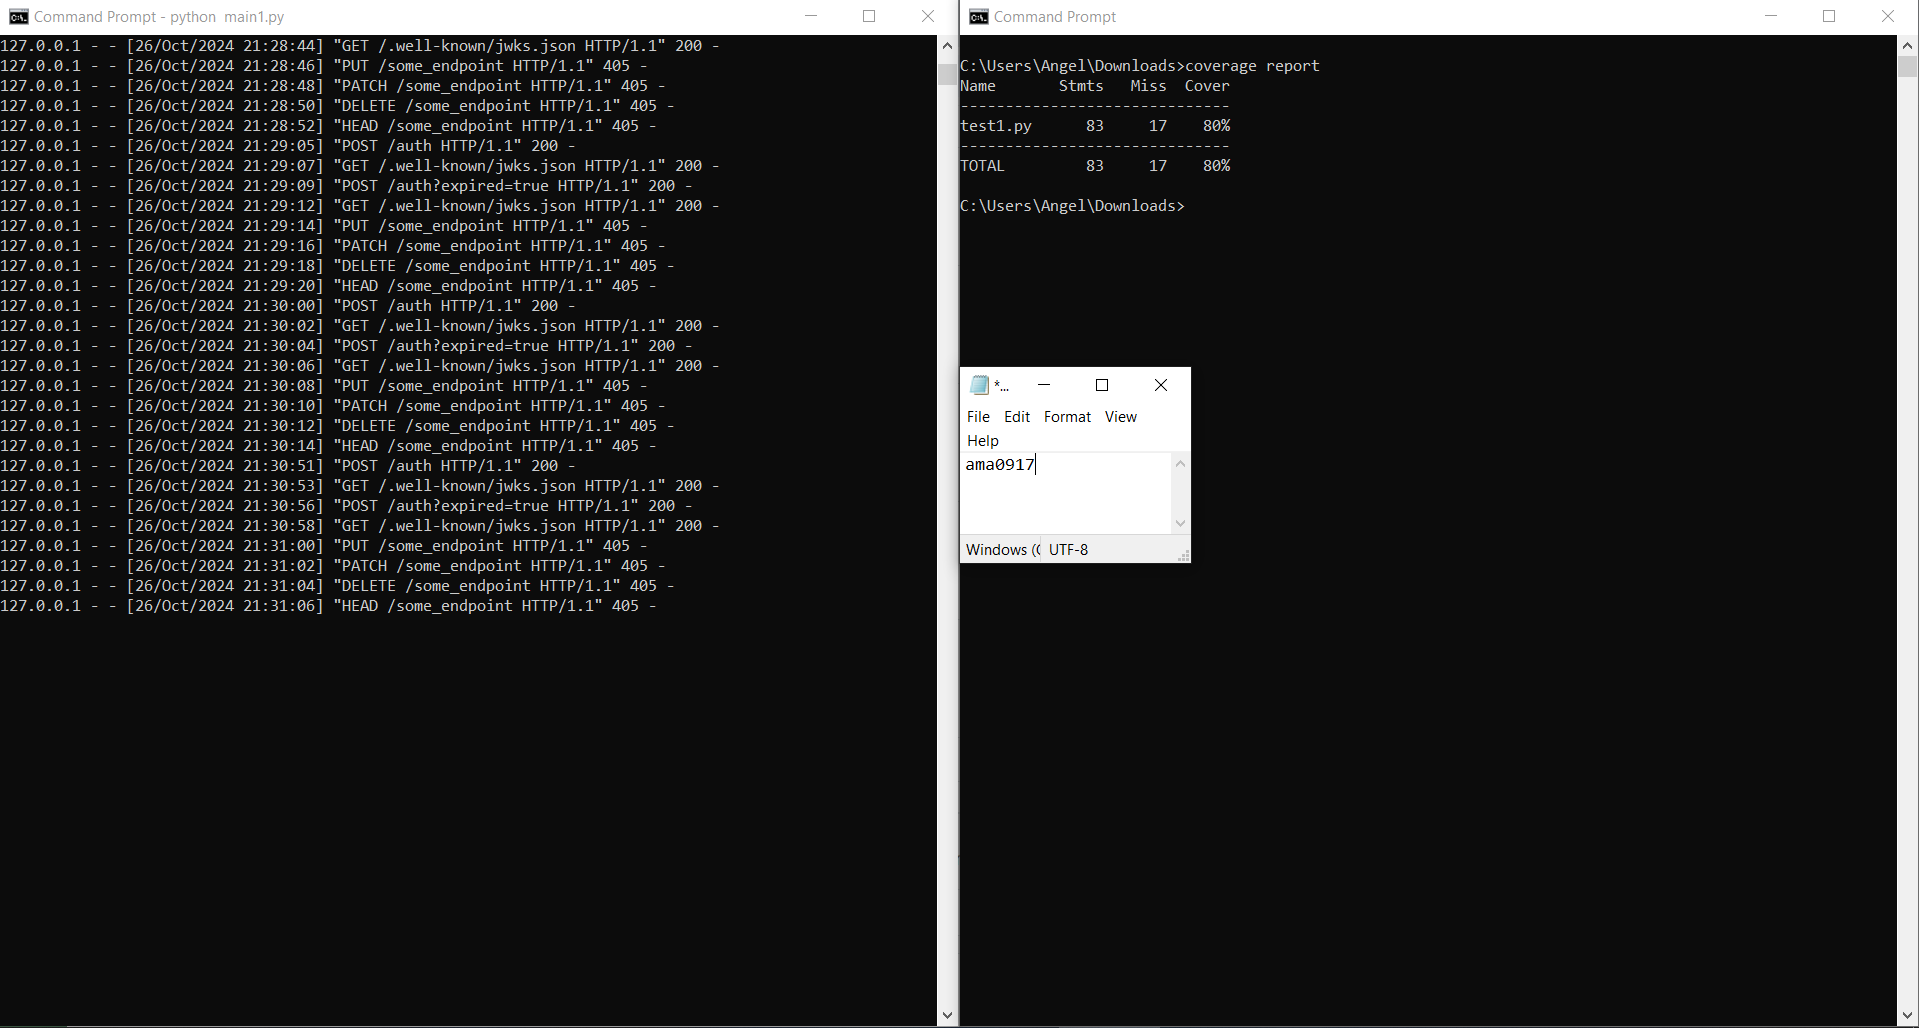 Command Prompt - python  main1.py
127.0.0.1 - - [26/Oct/2024 21:28:44] "GET /.well-known/jwks.json HTTP/1.1" 200 -
127.0.0.1 - - [26/Oct/2024 21:28:46] "PUT /some_endpoint HTTP/1.1" 405 -
127.0.0.1 - - [26/Oct/2024 21:28:48] "PATCH /some_endpoint HTTP/1.1" 405 -
127.0.0.1 - - [26/Oct/2024 21:28:50] "DELETE /some_endpoint HTTP/1.1" 405 -
127.0.0.1 - - [26/Oct/2024 21:28:52] "HEAD /some_endpoint HTTP/1.1" 405 -
127.0.0.1 - - [26/Oct/2024 21:29:05] "POST /auth HTTP/1.1" 200 -
127.0.0.1 - - [26/Oct/2024 21:29:07] "GET /.well-known/jwks.json HTTP/1.1" 200 -
127.0.0.1 - - [26/Oct/2024 21:29:09] "POST /auth?expired=true HTTP/1.1" 200 -
127.0.0.1 - - [26/Oct/2024 21:29:12] "GET /.well-known/jwks.json HTTP/1.1" 200 -
127.0.0.1 - - [26/Oct/2024 21:29:14] "PUT /some_endpoint HTTP/1.1" 405 -
127.0.0.1 - - [26/Oct/2024 21:29:16] "PATCH /some_endpoint HTTP/1.1" 405 -
127.0.0.1 - - [26/Oct/2024 21:29:18] "DELETE /some_endpoint HTTP/1.1" 405 -
127.0.0.1 - - [26/Oct/2024 21:29:20] "HEAD /some_endpoint HTTP/1.1" 405 -
127.0.0.1 - - [26/Oct/2024 21:30:00] "POST /auth HTTP/1.1" 200 -
127.0.0.1 - - [26/Oct/2024 21:30:02] "GET /.well-known/jwks.json HTTP/1.1" 200 -
127.0.0.1 - - [26/Oct/2024 21:30:04] "POST /auth?expired=true HTTP/1.1" 200 -
127.0.0.1 - - [26/Oct/2024 21:30:06] "GET /.well-known/jwks.json HTTP/1.1" 200 -
127.0.0.1 - - [26/Oct/2024 21:30:08] "PUT /some_endpoint HTTP/1.1" 405 -
127.0.0.1 - - [26/Oct/2024 21:30:10] "PATCH /some_endpoint HTTP/1.1" 405 -
127.0.0.1 - - [26/Oct/2024 21:30:12] "DELETE /some_endpoint HTTP/1.1" 405 -
127.0.0.1 - - [26/Oct/2024 21:30:14] "HEAD /some_endpoint HTTP/1.1" 405 -
127.0.0.1 - - [26/Oct/2024 21:30:51] "POST /auth HTTP/1.1" 200 -
127.0.0.1 - - [26/Oct/2024 21:30:53] "GET /.well-known/jwks.json HTTP/1.1" 200 -
127.0.0.1 - - [26/Oct/2024 21:30:56] "POST /auth?expired=true HTTP/1.1" 200 -
127.0.0.1 - - [26/Oct/2024 21:30:58] "GET /.well-known/jwks.json HTTP/1.1" 200 -
127.0.0.1 - - [26/Oct/2024 21:31:00] "PUT /some_endpoint HTTP/1.1" 405 -
127.0.0.1 - - [26/Oct/2024 21:31:02] "PATCH /some_endpoint HTTP/1.1" 405 -
127.0.0.1 - - [26/Oct/2024 21:31:04] "DELETE /some_endpoint HTTP/1.1" 405 -
127.0.0.1 - - [26/Oct/2024 21:31:06] "HEAD /some_endpoint HTTP/1.1" 405 -
Command Prompt
C:\Users\Angel\Downloads>coverage report
Name       Stmts   Miss  Cover
------------------------------
test1.py      83     17    80%
------------------------------
TOTAL         83     17    80%
C:\Users\Angel\Downloads>
*...
File Edit Format View
Help
ama0917
Windows (C UTF-8